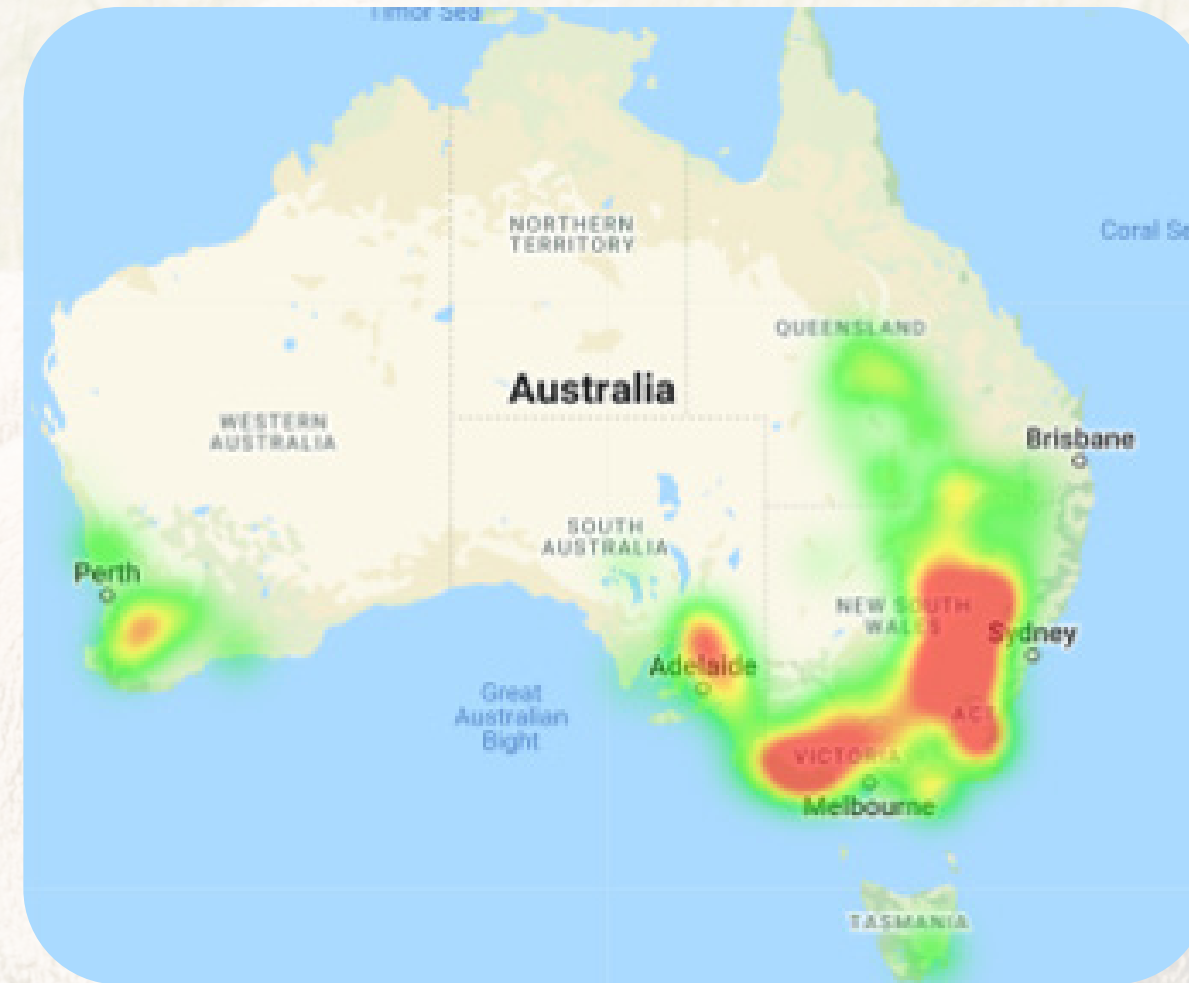 Timor Sea
NORTHERN
TERRITORY
Coral Se
QUEENSLAND
Australia
WESTERN
AUSTRALIA
Brisbane
SOUTH
AUSTRALIA
Perth
NEW SOUTH
WALES
Sydney
Adelaide
Great
Australian
Bight
ACT
VICTORIA
Melbourne
TASMANIA